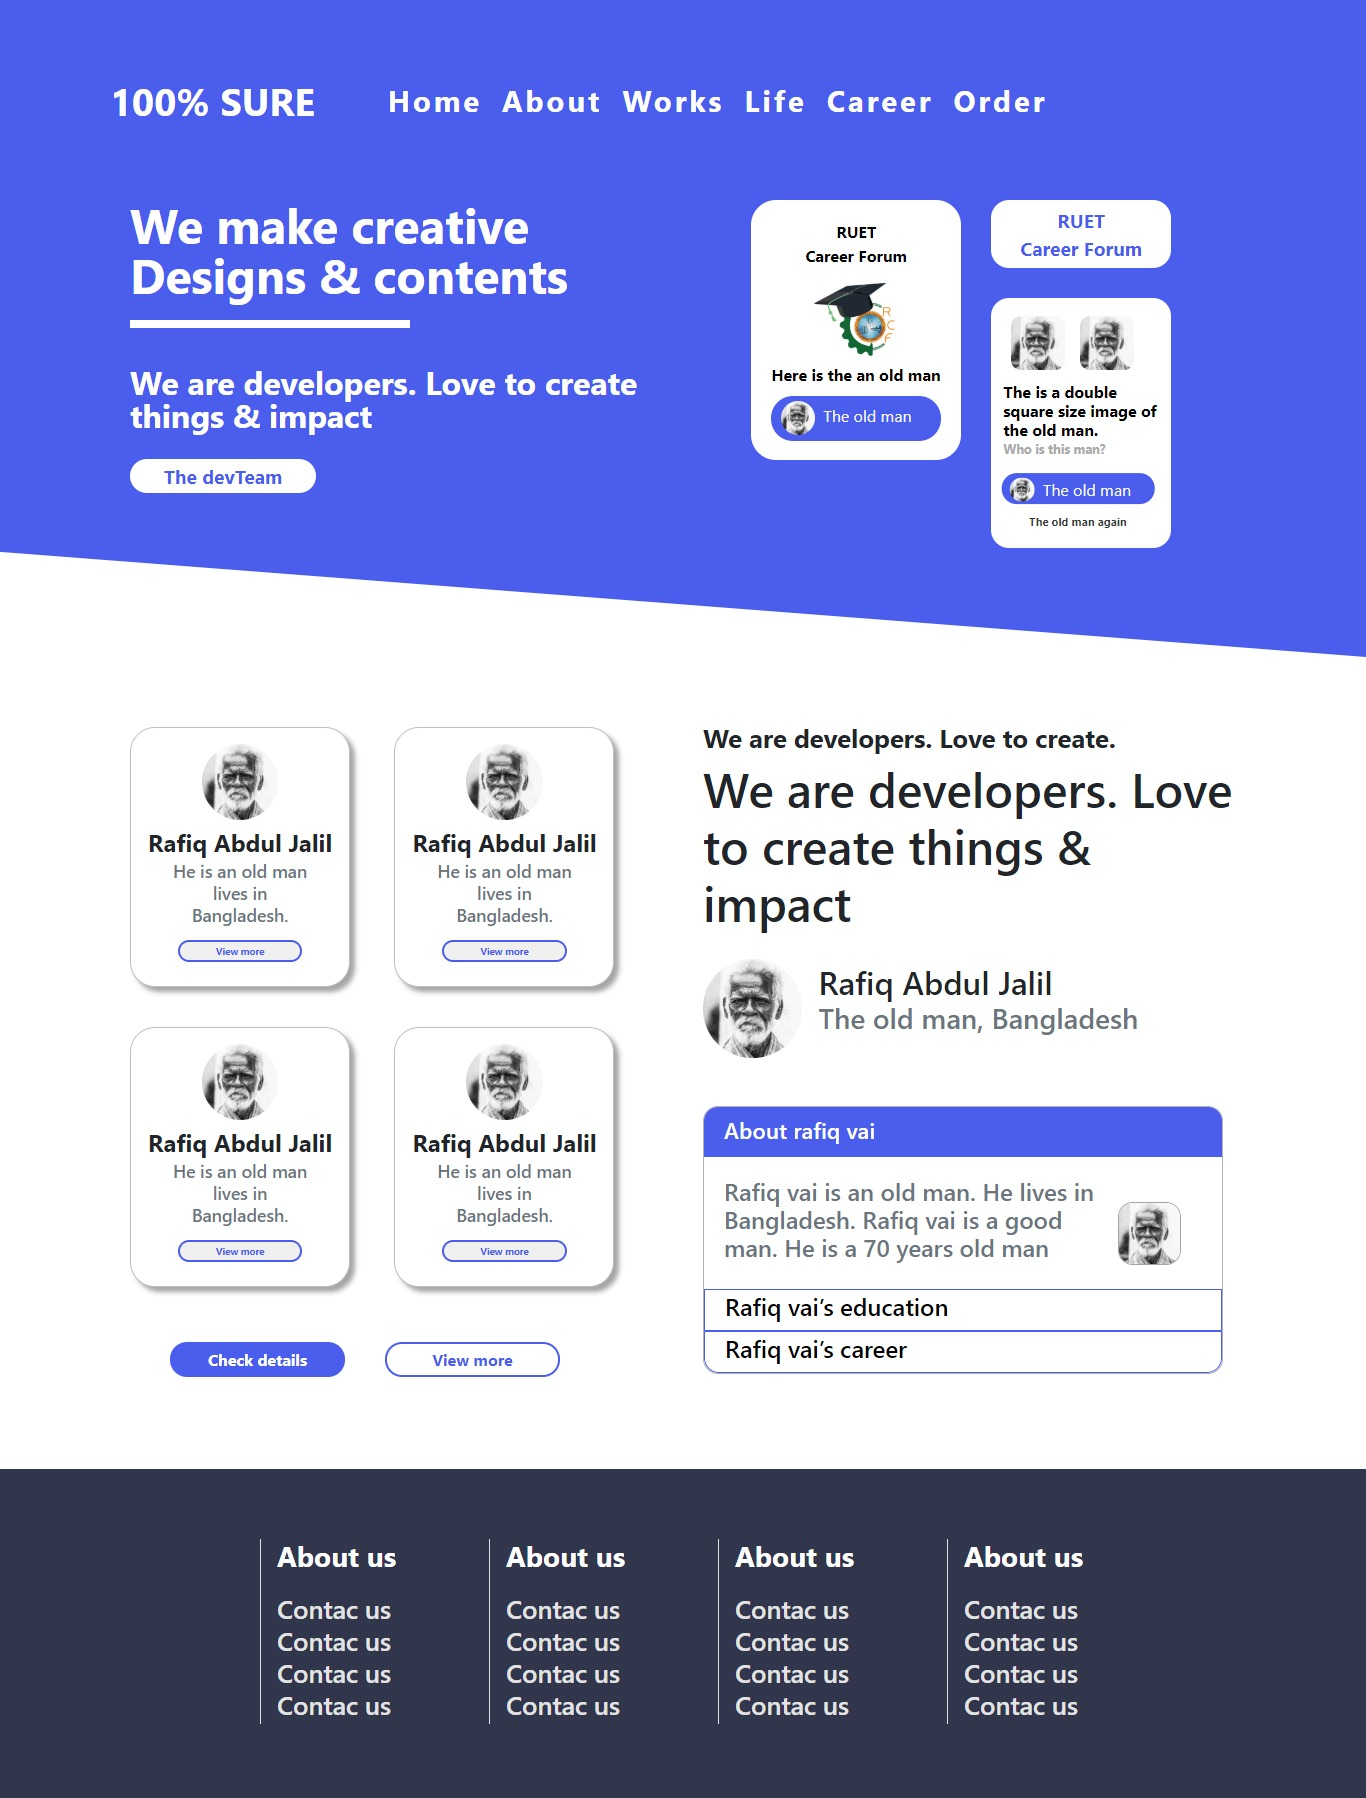 100% SURE
Home About Works Life Career Order
We make creative
Designs & contents
We are developers. Love to create
things & impact
The devTeam
RUET
Career Forum
R
C
F
Here is the an old man
The old man
RUET
Career Forum
The is a double
square size image of
the old man.
Who is this man?
The old man
The old man again
Rafiq Abdul Jalil
He is an old man
lives in
Bangladesh.
View more
Rafiq Abdul Jalil
He is an old man
lives in
Bangladesh.
View more
Rafiq Abdul Jalil
He is an old man
lives in
Bangladesh.
View more
Rafiq Abdul Jalil
He is an old man
lives in
Bangladesh.
View more
Check details
View more
We are developers. Love to create.
We are developers. Love
to create things &
impact
Rafiq Abdul Jalil
The old man, Bangladesh
About rafiq vai
Rafiq vai is an old man. He lives in
Bangladesh. Rafiq vai is a good
man. He is a 70 years old man
Rafiq vai’s education
Rafiq vai’s career
About us
Contac us
Contac us
Contac us
Contac us
About us
Contac us
Contac us
Contac us
Contac us
About us
Contac us
Contac us
Contac us
Contac us
About us
Contac us
Contac us
Contac us
Contac us